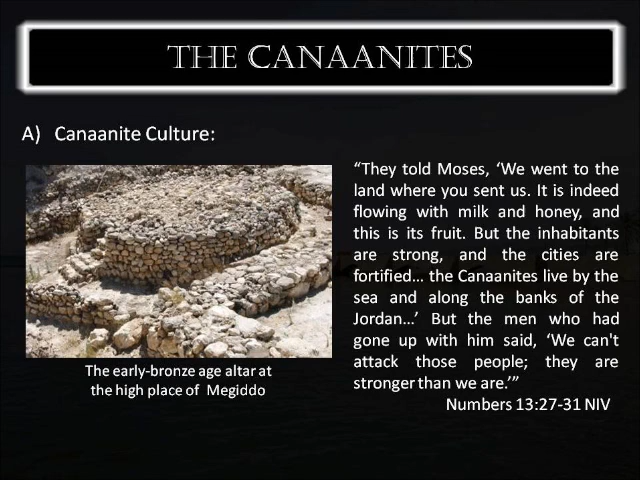 THE CANAANITES
A) Canaanite Culture:
“They told Moses, ‘We went to the
land where you sent us. It is indeed
flowing with milk and honey, and
this is its fruit. But the inhabitants
are strong, and the cities are
fortified… the Canaanites live by the
sea and along the banks of the
Jordan…’ But the men who had
gone up with him said, ‘We can't
attack those people; they are
stronger than we are.’”
Numbers 13:27-31 NIV
The early-bronze age altar at
the high place of Megiddo